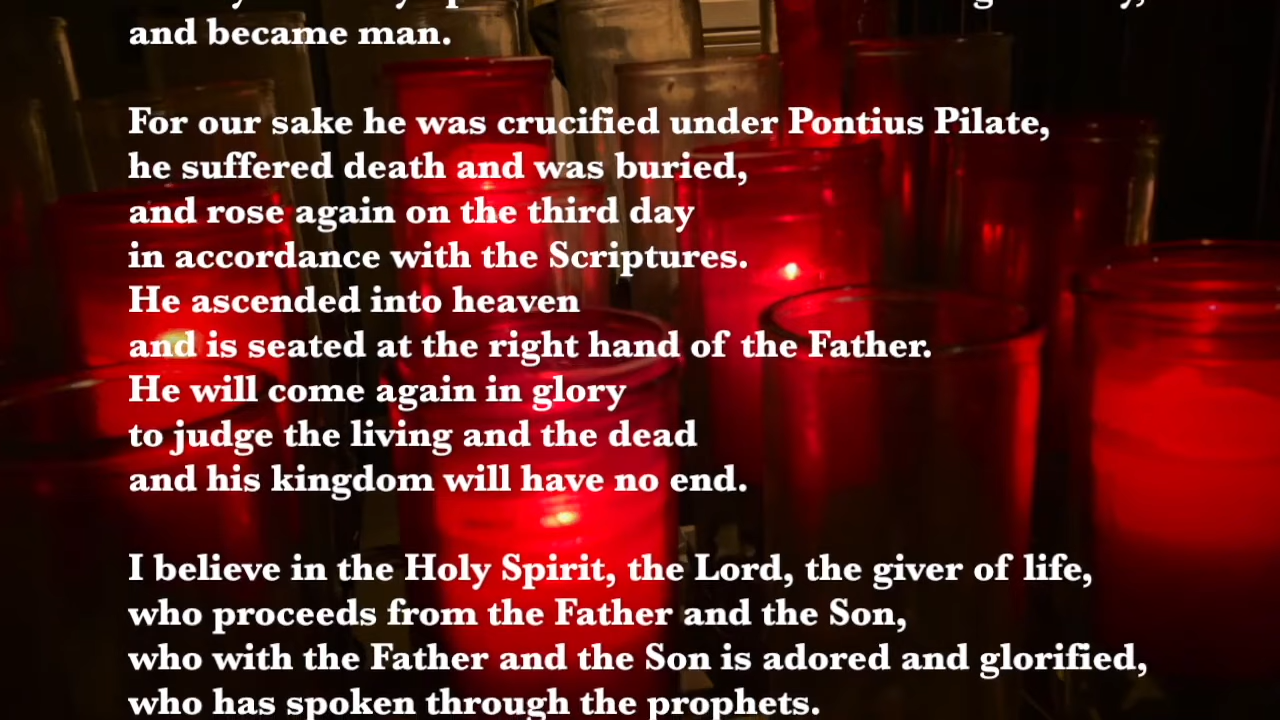 and became man.
For our sake he was crucified under Pontius Pilate,
he suffered death and was buried,
and rose again on the third day
in accordance with the Scriptures.
He ascended into heaven
and is seated at the right hand of the Father.
He will come again in glory
to judge the living and the dead
and his kingdom will have no end.
I believe in the Holy Spirit, the Lord, the giver of life,
who proceeds from the Father and the Son,
who with the Father and the Son is adored and glorified,
who has spoken through the prophets.